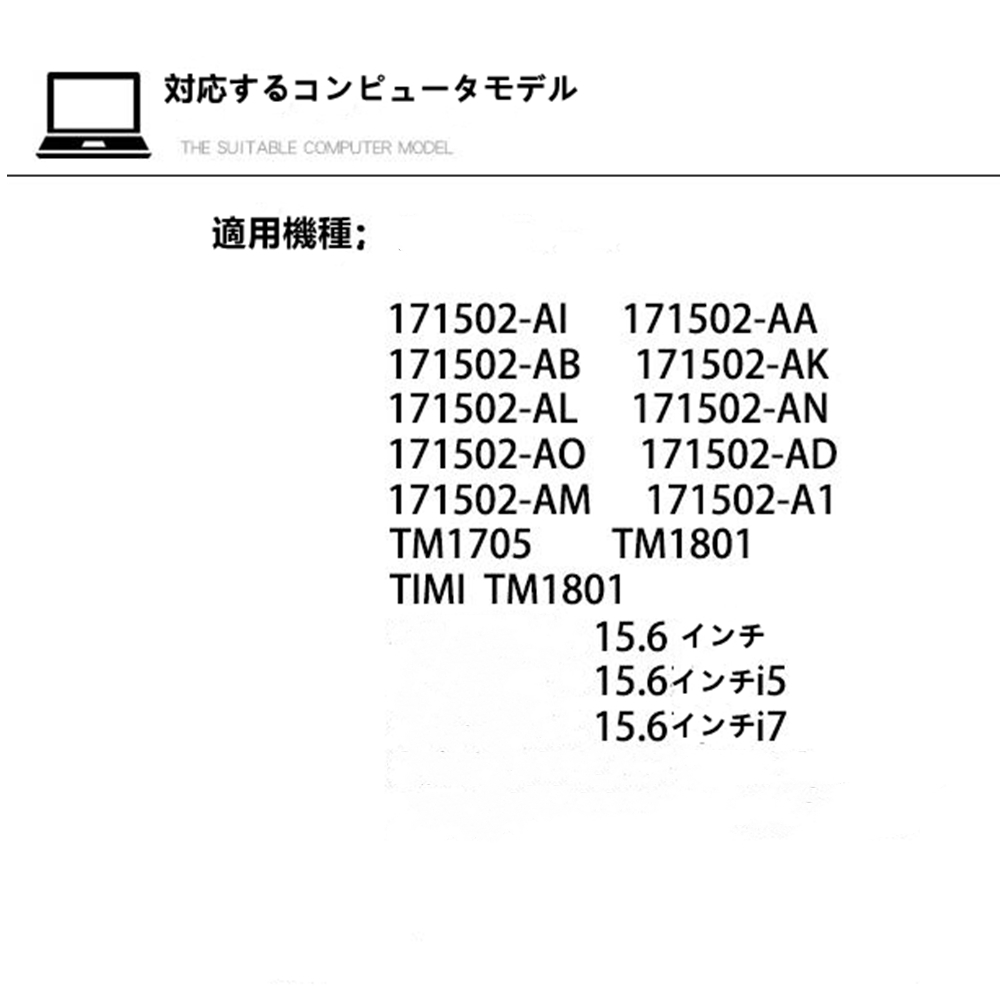 対応するコンピュータモデル
THE SUITABLE COMPUTER MODEL
適用機種;
171502-AI 171502-AA
171502-AB 171502-AK
171502-AL 171502-AN
171502-AO 171502-AD
171502-AM 171502-A1
TM1705 TM1801
TIMI TM1801
15.6 インチ
15.6インチi5
15.6インチi7